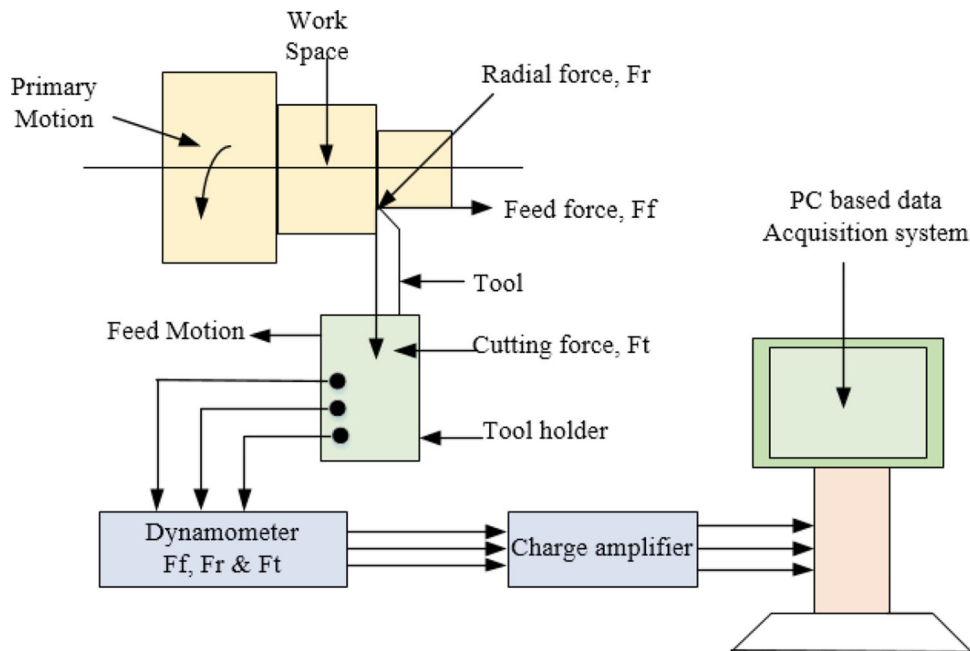 Work
Space
Primary
Motion
Radial force, Fr
Feed force, Ff
PC based data
Acquisition system
Tool
Feed Motion
Cutting force, Ft
Tool holder
Dynamometer
Ff, Fr & Ft
Charge amplifier